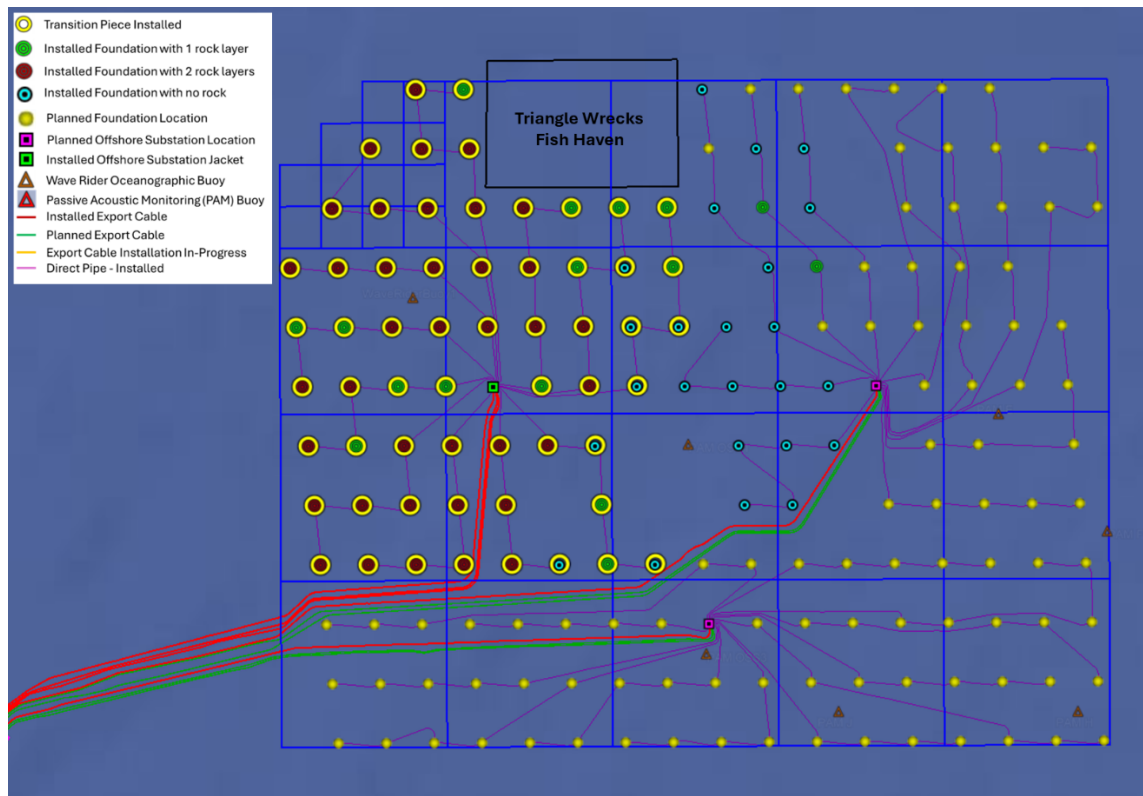 Transition Piece Installed
Installed Foundation with 1 rock layer
Installed Foundation with 2 rock layers
Installed Foundation with no rock
Planned Foundation Location
Planned Offshore Substation Location
Installed Offshore Substation Jacket
Wave Rider Oceanographic Buoy
Passive Acoustic Monitoring (PAM) Buoy
Installed Export Cable
Planned Export Cable
Export Cable Installation In-Progress
Direct Pipe - Installed
Triangle Wrecks
Fish Haven